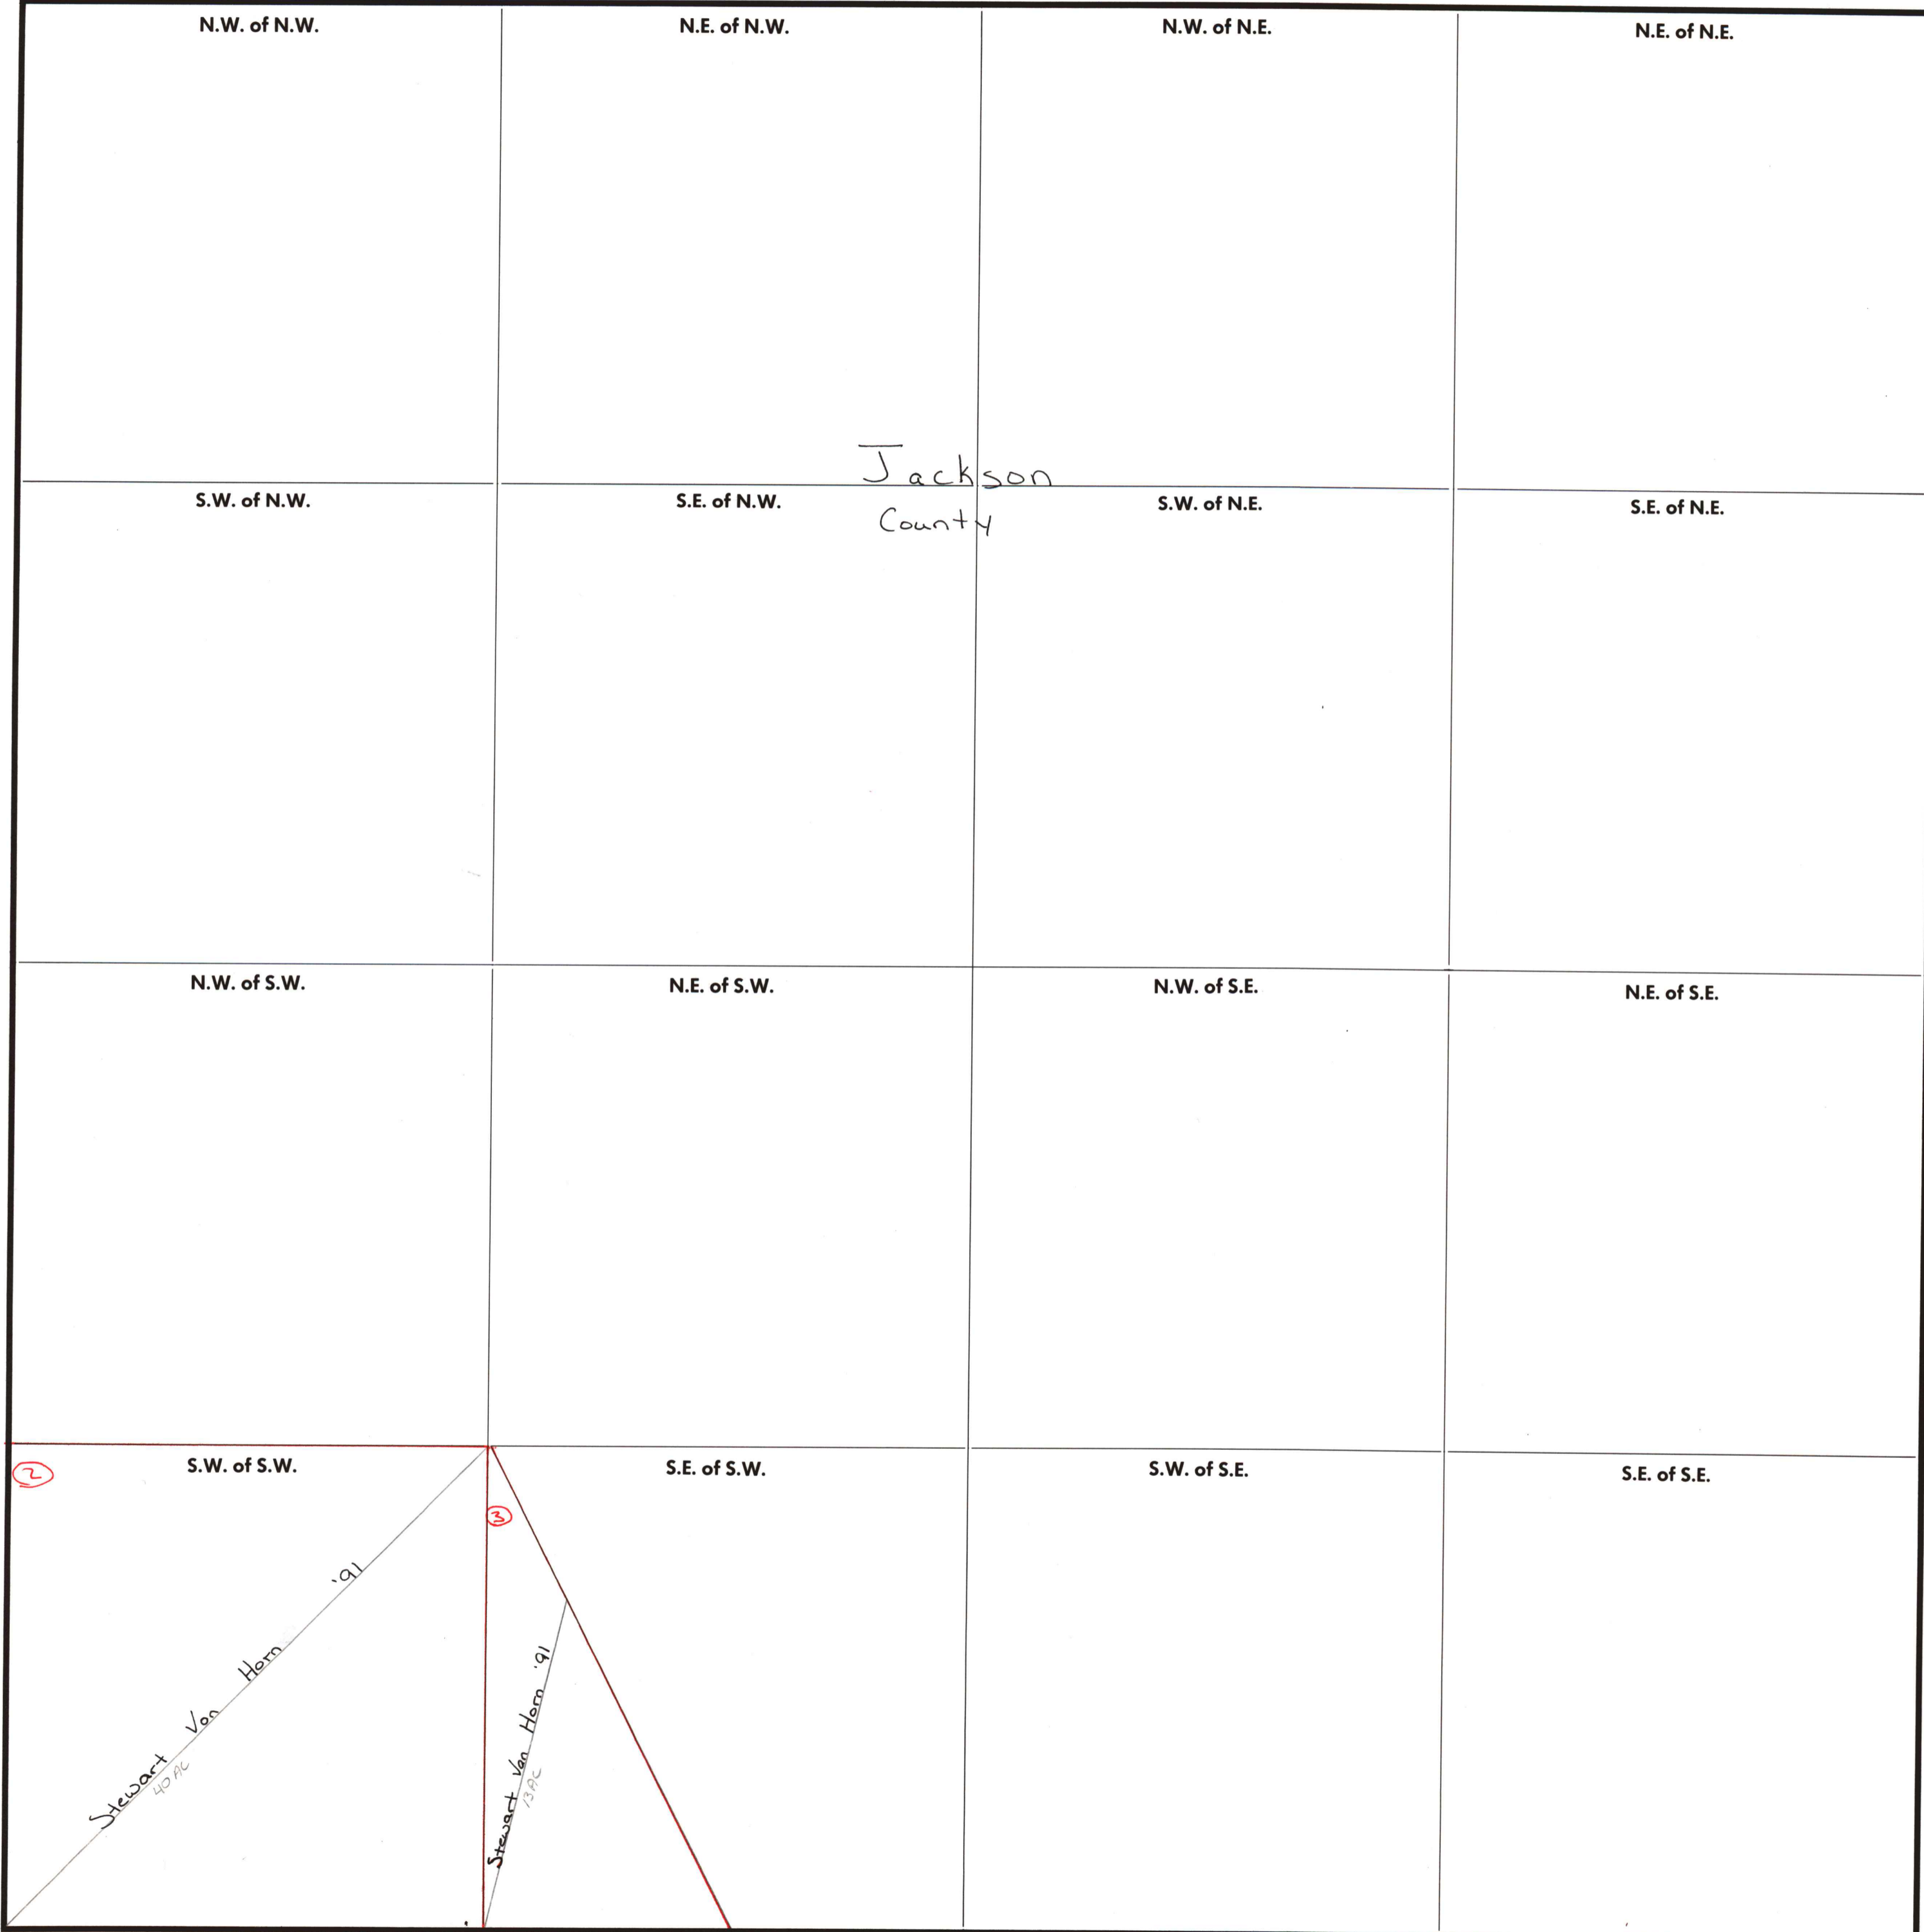 N.W. of N.W.
N.E. of N.W.
N.W. of N.E.
N.E. of N.E.
Jackson
County
S.W. of N.W.
S.E. of N.W.
S.W. of N.E.
S.E. of N.E.
N.W. of S.W.
N.E. of S.W.
N.W. of S.E.
N.E. of S.E.
2
S.W. of S.W.
3
S.E. of S.W.
S.W. of S.E.
S.E. of S.E.
Stewart Van Horn '91
40 AC
Stewart Van Horn '91
13 AC